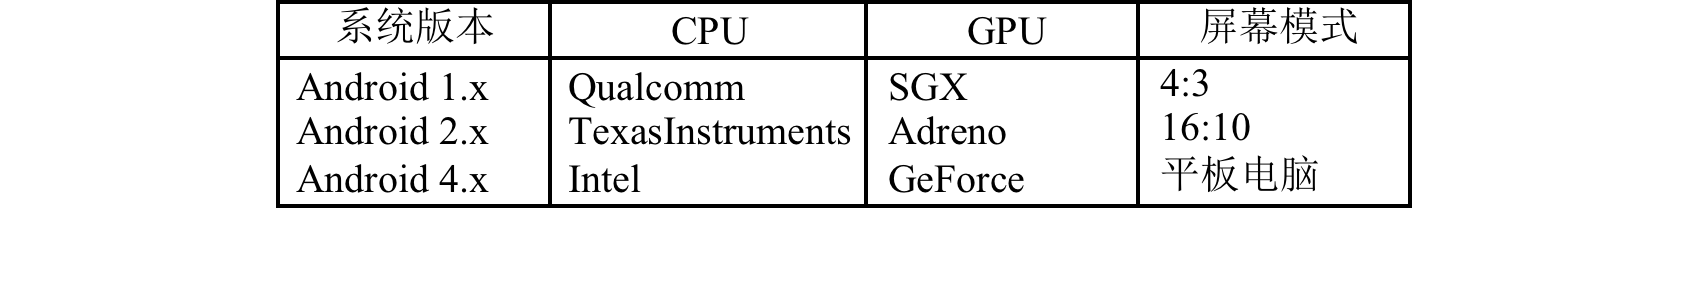 系统版本 CPU GPU 屏幕模式
Android 1.x Qualcomm SGX 4:3
Android 2.x TexasInstruments Adreno 16:10
Android 4.x Intel GeForce 平板电脑